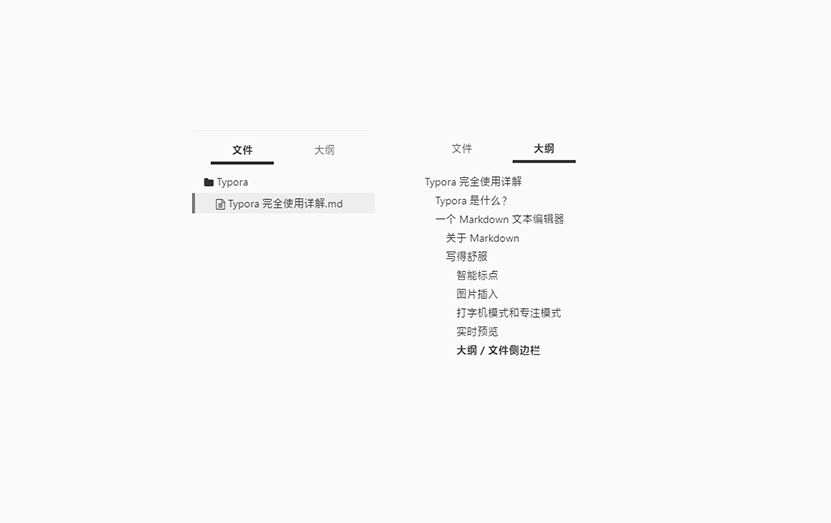 文件 大纲
Typora
Typora 完全使用详解.md
文件 大纲
Typora 完全使用详解
Typora 是什么？
一个 Markdown 文本编辑器
关于 Markdown
写得舒服
智能标点
图片插入
打字机模式和专注模式
实时预览
大纲 / 文件侧边栏